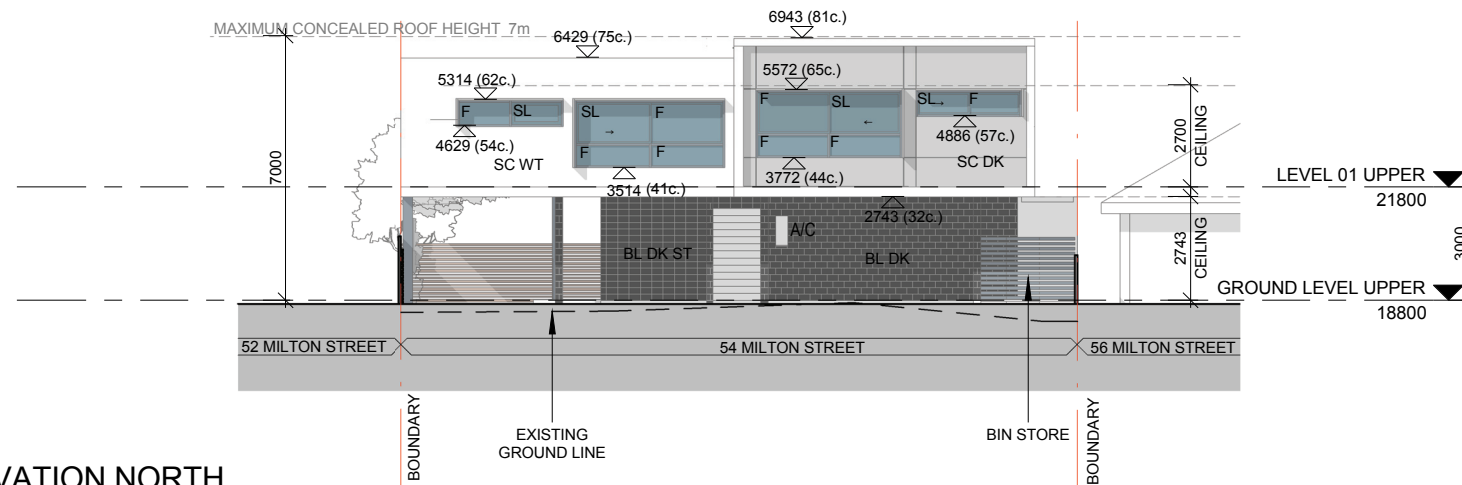 MAXIMUM CONCEALED ROOF HEIGHT 7m
6943 (81c.)
6429 (75c.)
5314 (62c.)
5572 (65c.)
F
SL
SL
F
F
SL
SL
F
4629 (54c.)
SC WT
F
F
F
F
4886 (57c.)
SC DK
3514 (41c.)
3772 (44c.)
7000
2700
CEILING
LEVEL 01 UPPER
21800
2743 (32c.)
A/C
BL DK ST
BL DK
2743
CEILING
3000
GROUND LEVEL UPPER
18800
52 MILTON STREET
54 MILTON STREET
56 MILTON STREET
BOUNDARY
EXISTING
GROUND LINE
BIN STORE
BOUNDARY
VATION NORTH